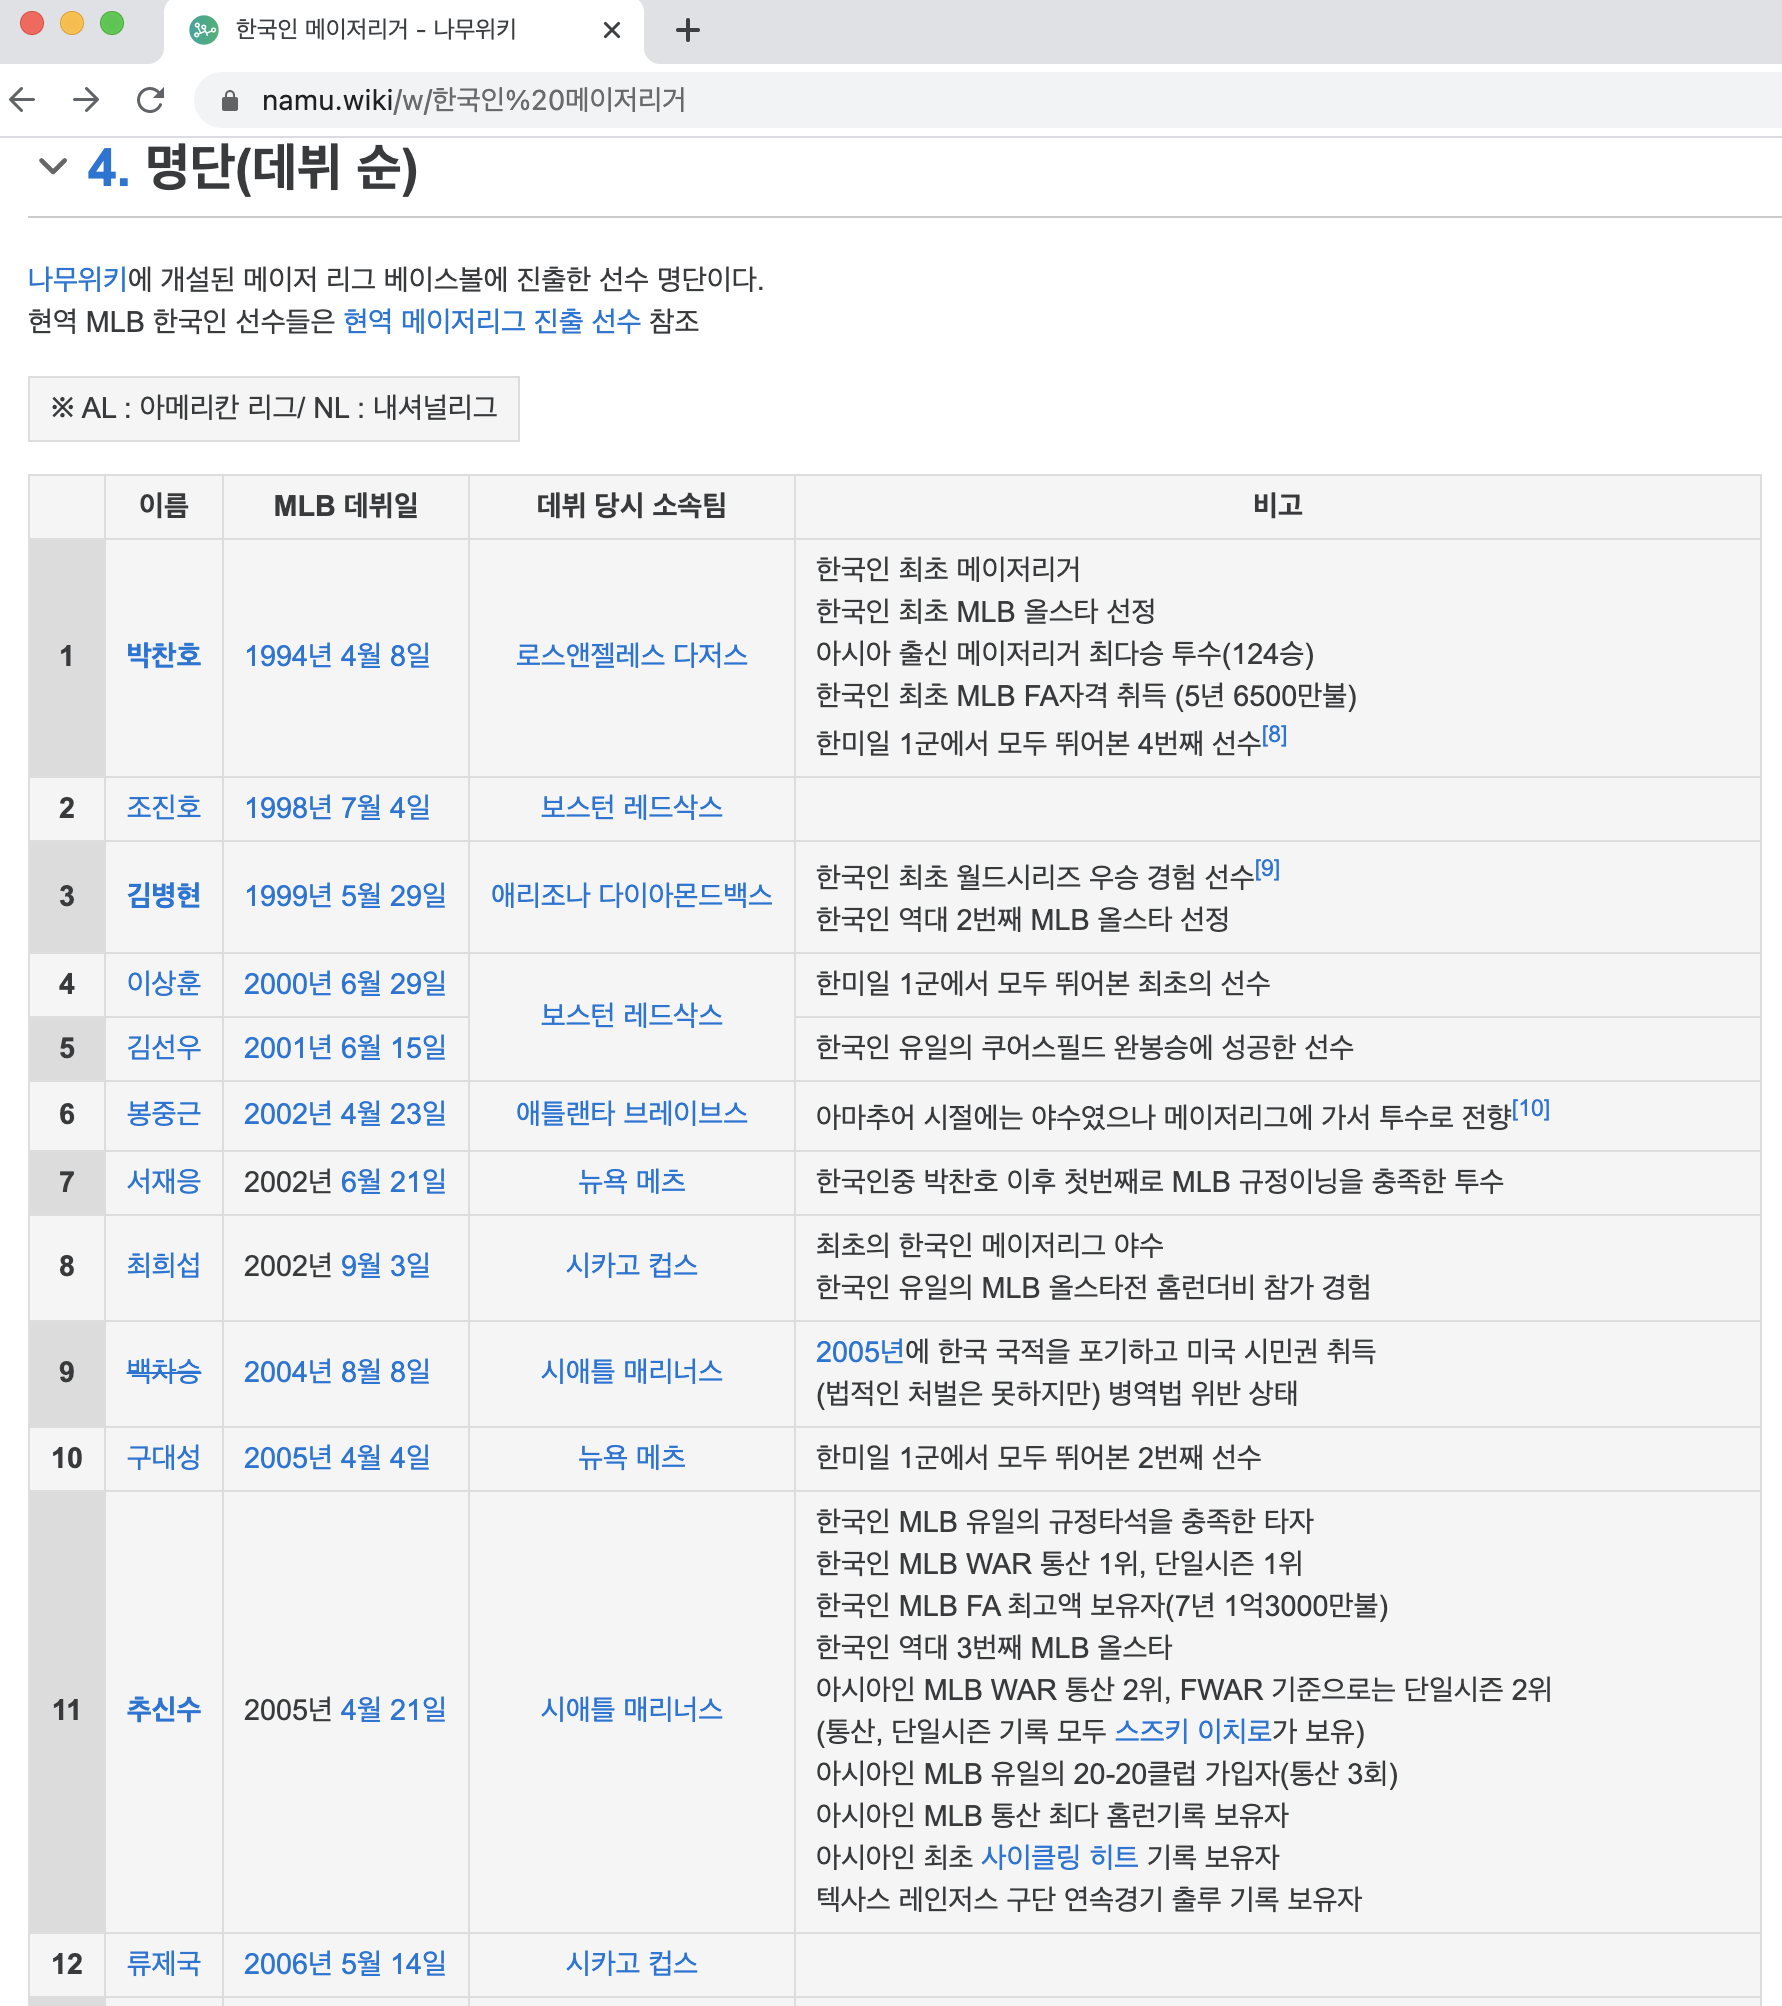 한국인 메이저리거 - 나무위키
namu.wiki/w/한국인%20메이저리거
4. 명단(데뷔 순)
나무위키에 개설된 메이저 리그 베이스볼에 진출한 선수 명단이다.
현역 MLB 한국인 선수들은 현역 메이저리그 진출 선수 참조
※ AL : 아메리칸 리그/ NL : 내셔널리그
이름 MLB 데뷔일 데뷔 당시 소속팀 비고
1 박찬호 1994년 4월 8일 로스앤젤레스 다저스
한국인 최초 메이저리거
한국인 최초 MLB 올스타 선정
아시아 출신 메이저리거 최다승 투수(124승)
한국인 최초 MLB FA자격 취득 (5년 6500만불)
한미일 1군에서 모두 뛰어본 4번째 선수[8]
2 조진호 1998년 7월 4일 보스턴 레드삭스
3 김병현 1999년 5월 29일 애리조나 다이아몬드백스
한국인 최초 월드시리즈 우승 경험 선수[9]
한국인 역대 2번째 MLB 올스타 선정
4 이상훈 2000년 6월 29일 보스턴 레드삭스 한미일 1군에서 모두 뛰어본 최초의 선수
5 김선우 2001년 6월 15일 한국인 유일의 쿠어스필드 완봉승에 성공한 선수
6 봉중근 2002년 4월 23일 애틀랜타 브레이브스 아마추어 시절에는 야수였으나 메이저리그에 가서 투수로 전향[10]
7 서재응 2002년 6월 21일 뉴욕 메츠 한국인중 박찬호 이후 첫번째로 MLB 규정이닝을 충족한 투수
8 최희섭 2002년 9월 3일 시카고 컵스
최초의 한국인 메이저리그 야수
한국인 유일의 MLB 올스타전 홈런더비 참가 경험
9 백차승 2004년 8월 8일 시애틀 매리너스
2005년에 한국 국적을 포기하고 미국 시민권 취득
(법적인 처벌은 못하지만) 병역법 위반 상태
10 구대성 2005년 4월 4일 뉴욕 메츠 한미일 1군에서 모두 뛰어본 2번째 선수
11 추신수 2005년 4월 21일 시애틀 매리너스
한국인 MLB 유일의 규정타석을 충족한 타자
한국인 MLB WAR 통산 1위, 단일시즌 1위
한국인 MLB FA 최고액 보유자(7년 1억3000만불)
한국인 역대 3번째 MLB 올스타
아시아인 MLB WAR 통산 2위, FWAR 기준으로는 단일시즌 2위
(통산, 단일시즌 기록 모두 스즈키 이치로가 보유)
아시아인 MLB 유일의 20-20클럽 가입자(통산 3회)
아시아인 MLB 통산 최다 홈런기록 보유자
아시아인 최초 사이클링 히트 기록 보유자
텍사스 레인저스 구단 연속경기 출루 기록 보유자
12 류제국 2006년 5월 14일 시카고 컵스